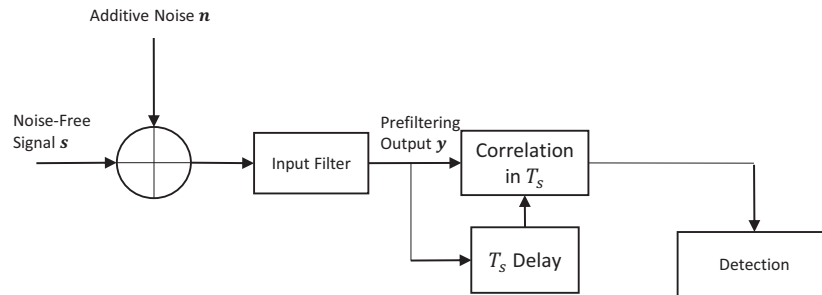 Additive Noise n
Noise-Free
Signal s
Input Filter
Prefiltering
Output y
Correlation
in Tₛ
Tₛ Delay
Detection